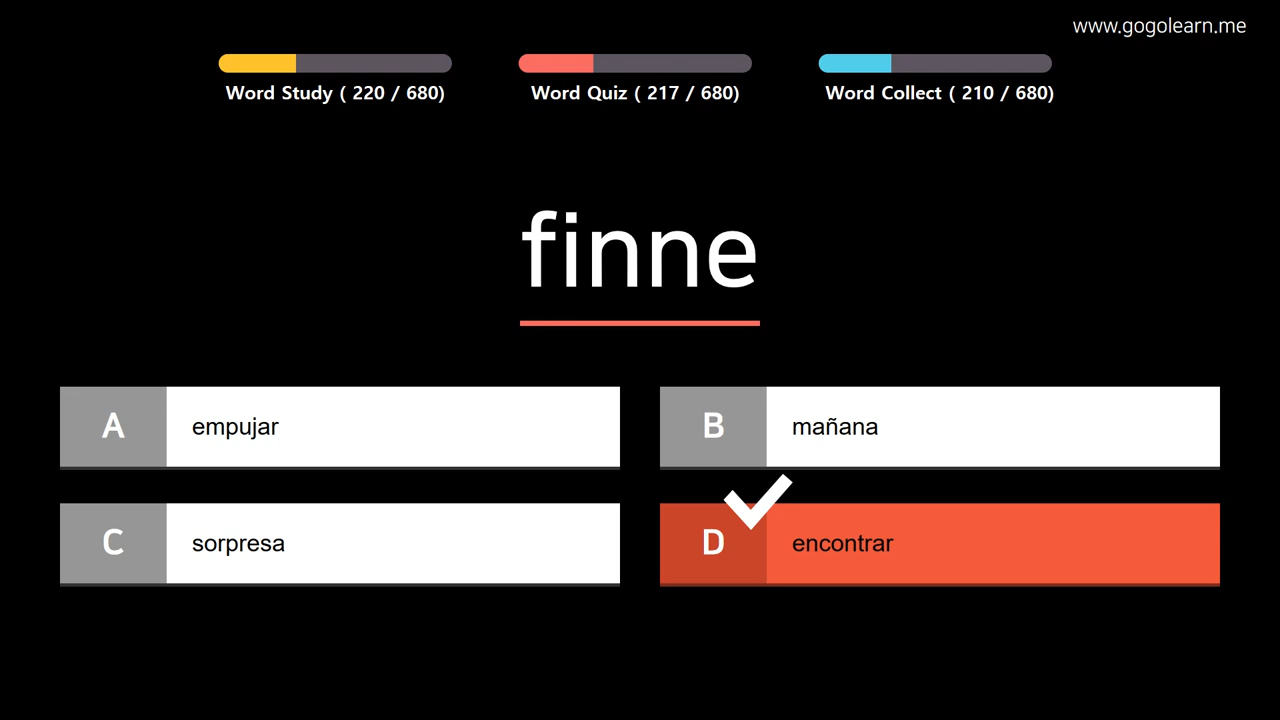 www.gogolearn.me
Word Study ( 220 / 680)
Word Quiz ( 217 / 680)
Word Collect ( 210 / 680)
finne
A empujar
B mañana
C sorpresa
D encontrar